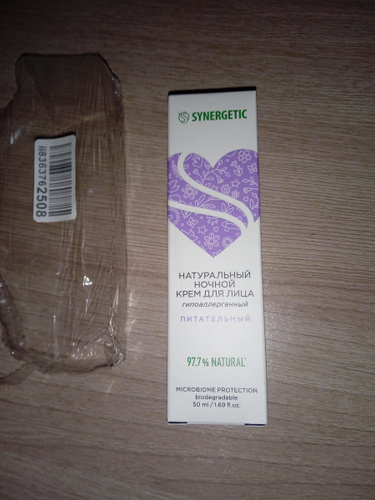 SYNERGETIC
НАТУРАЛЬНЫЙ
НОЧНОЙ
КРЕМ ДЛЯ ЛИЦА
гипоаллергенный
ПИТАТЕЛЬНЫЙ
97.7% NATURAL*
MICROBIOME PROTECTION
biodegradable
50 ml / 1.69 fl.oz.
8363762508